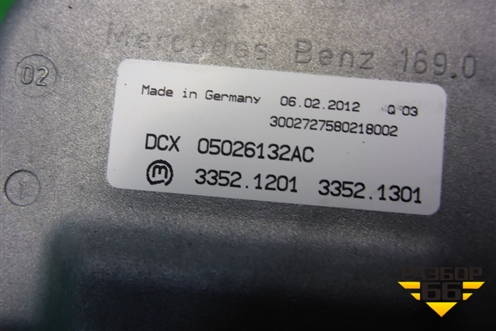 Mercedes Benz 169.0
02
Made in Germany 06.02.2012 Q 03
3002727580218002
DCX 05026132AC
m 3352.1201 3352.1301
1
РАЗБОР
66